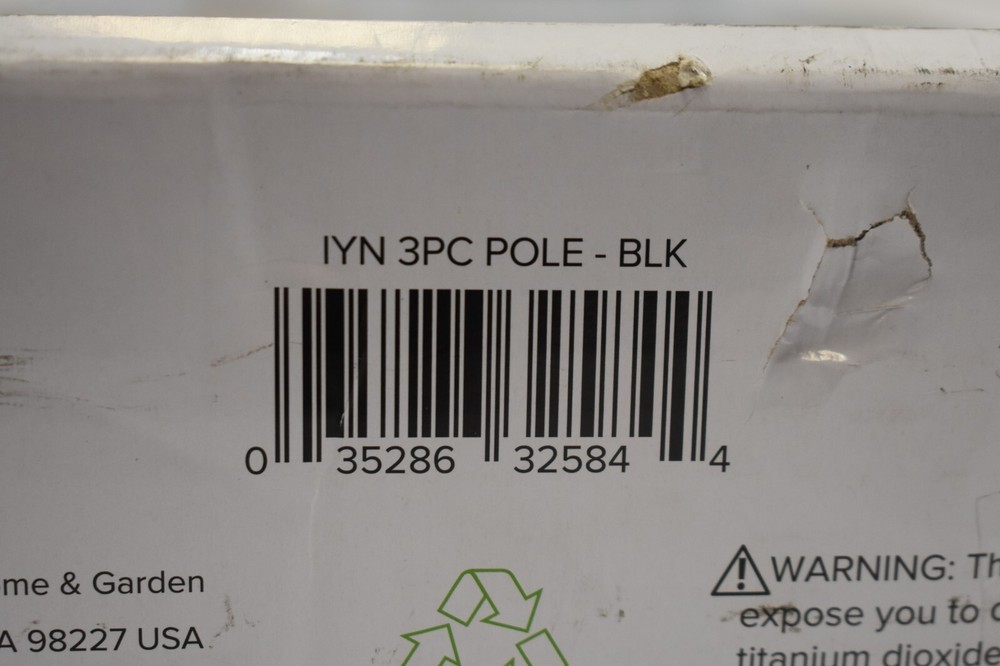 IYN 3PC POLE - BLK
0 35286 32584 4
me & Garden
A 98227 USA
WARNING: Th
expose you to
titanium dioxide